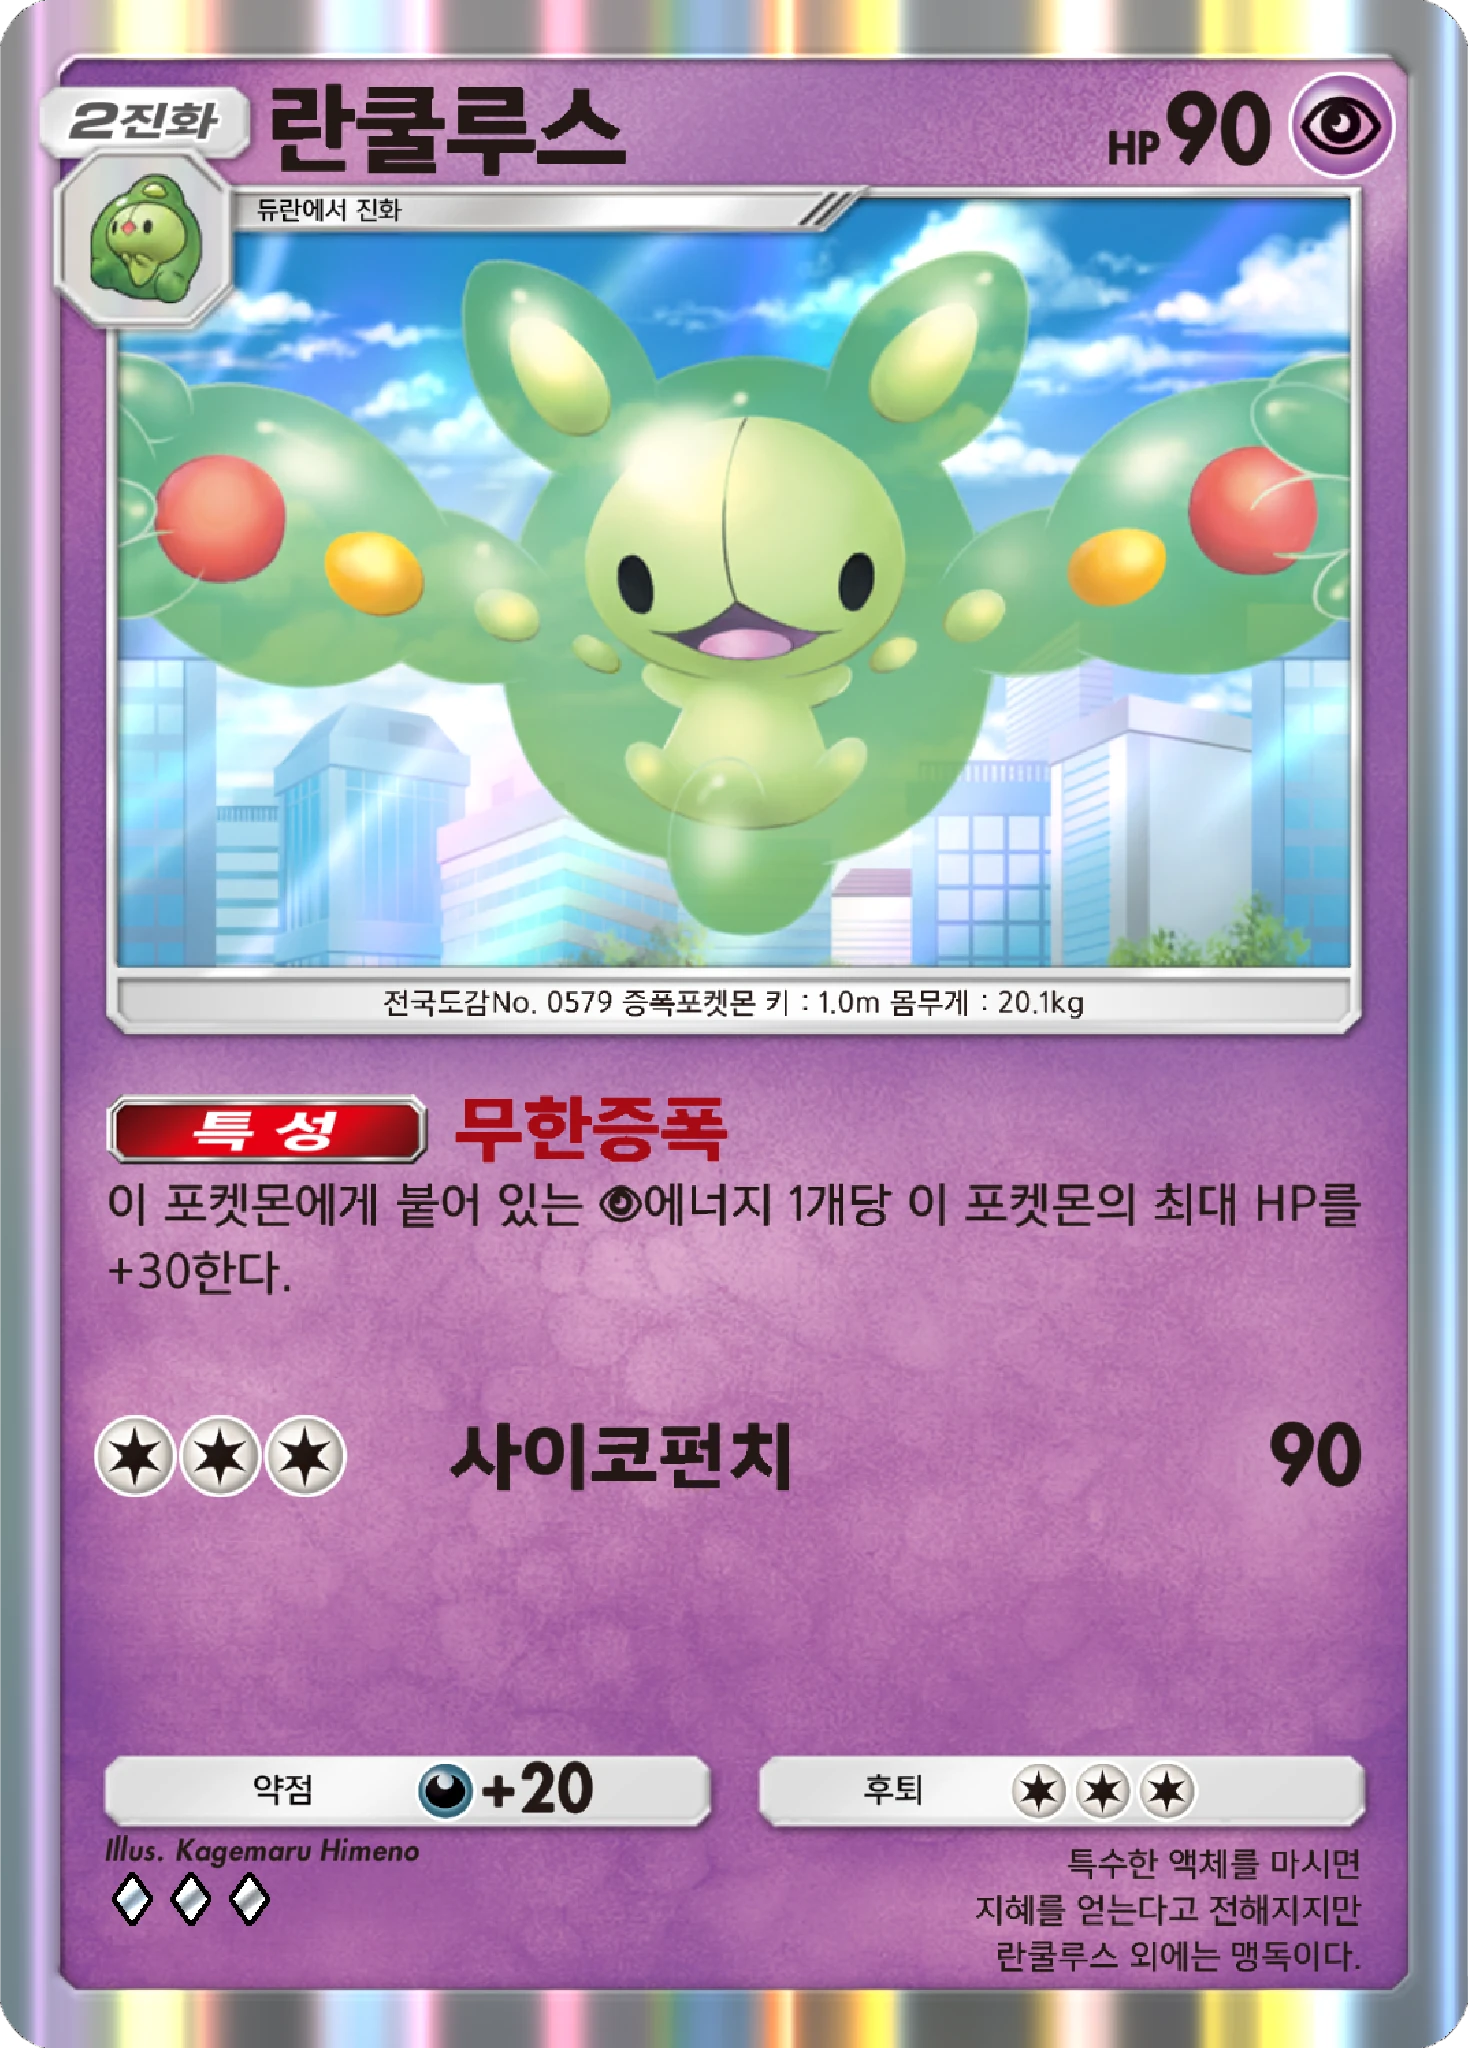 2진화 란쿨루스 HP 90
듀란에서 진화
전국도감No. 0579 증폭포켓몬 키 : 1.0m 몸무게 : 20.1kg
특성 무한증폭
이 포켓몬에게 붙어 있는 에너지 1개당 이 포켓몬의 최대 HP를
+30한다.
사이코펀치 90
약점 +20 후퇴
Illus. Kagemaru Himeno
특수한 액체를 마시면
지혜를 얻는다고 전해지지만
란쿨루스 외에는 맹독이다.